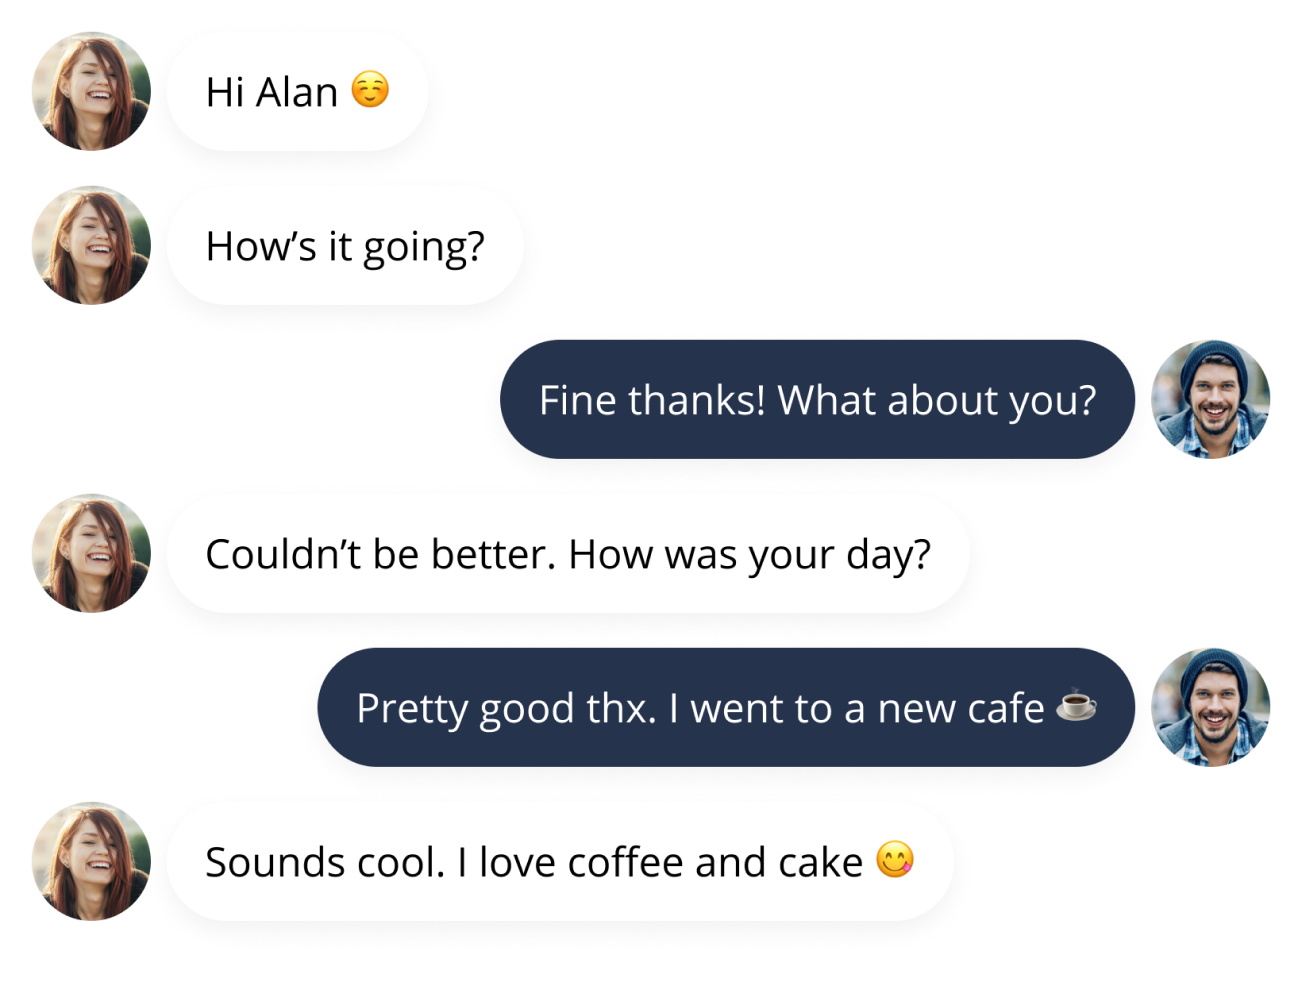 Hi Alan ☺️
How’s it going?
Fine thanks! What about you?
Couldn’t be better. How was your day?
Pretty good thx. I went to a new cafe ☕
Sounds cool. I love coffee and cake 😋